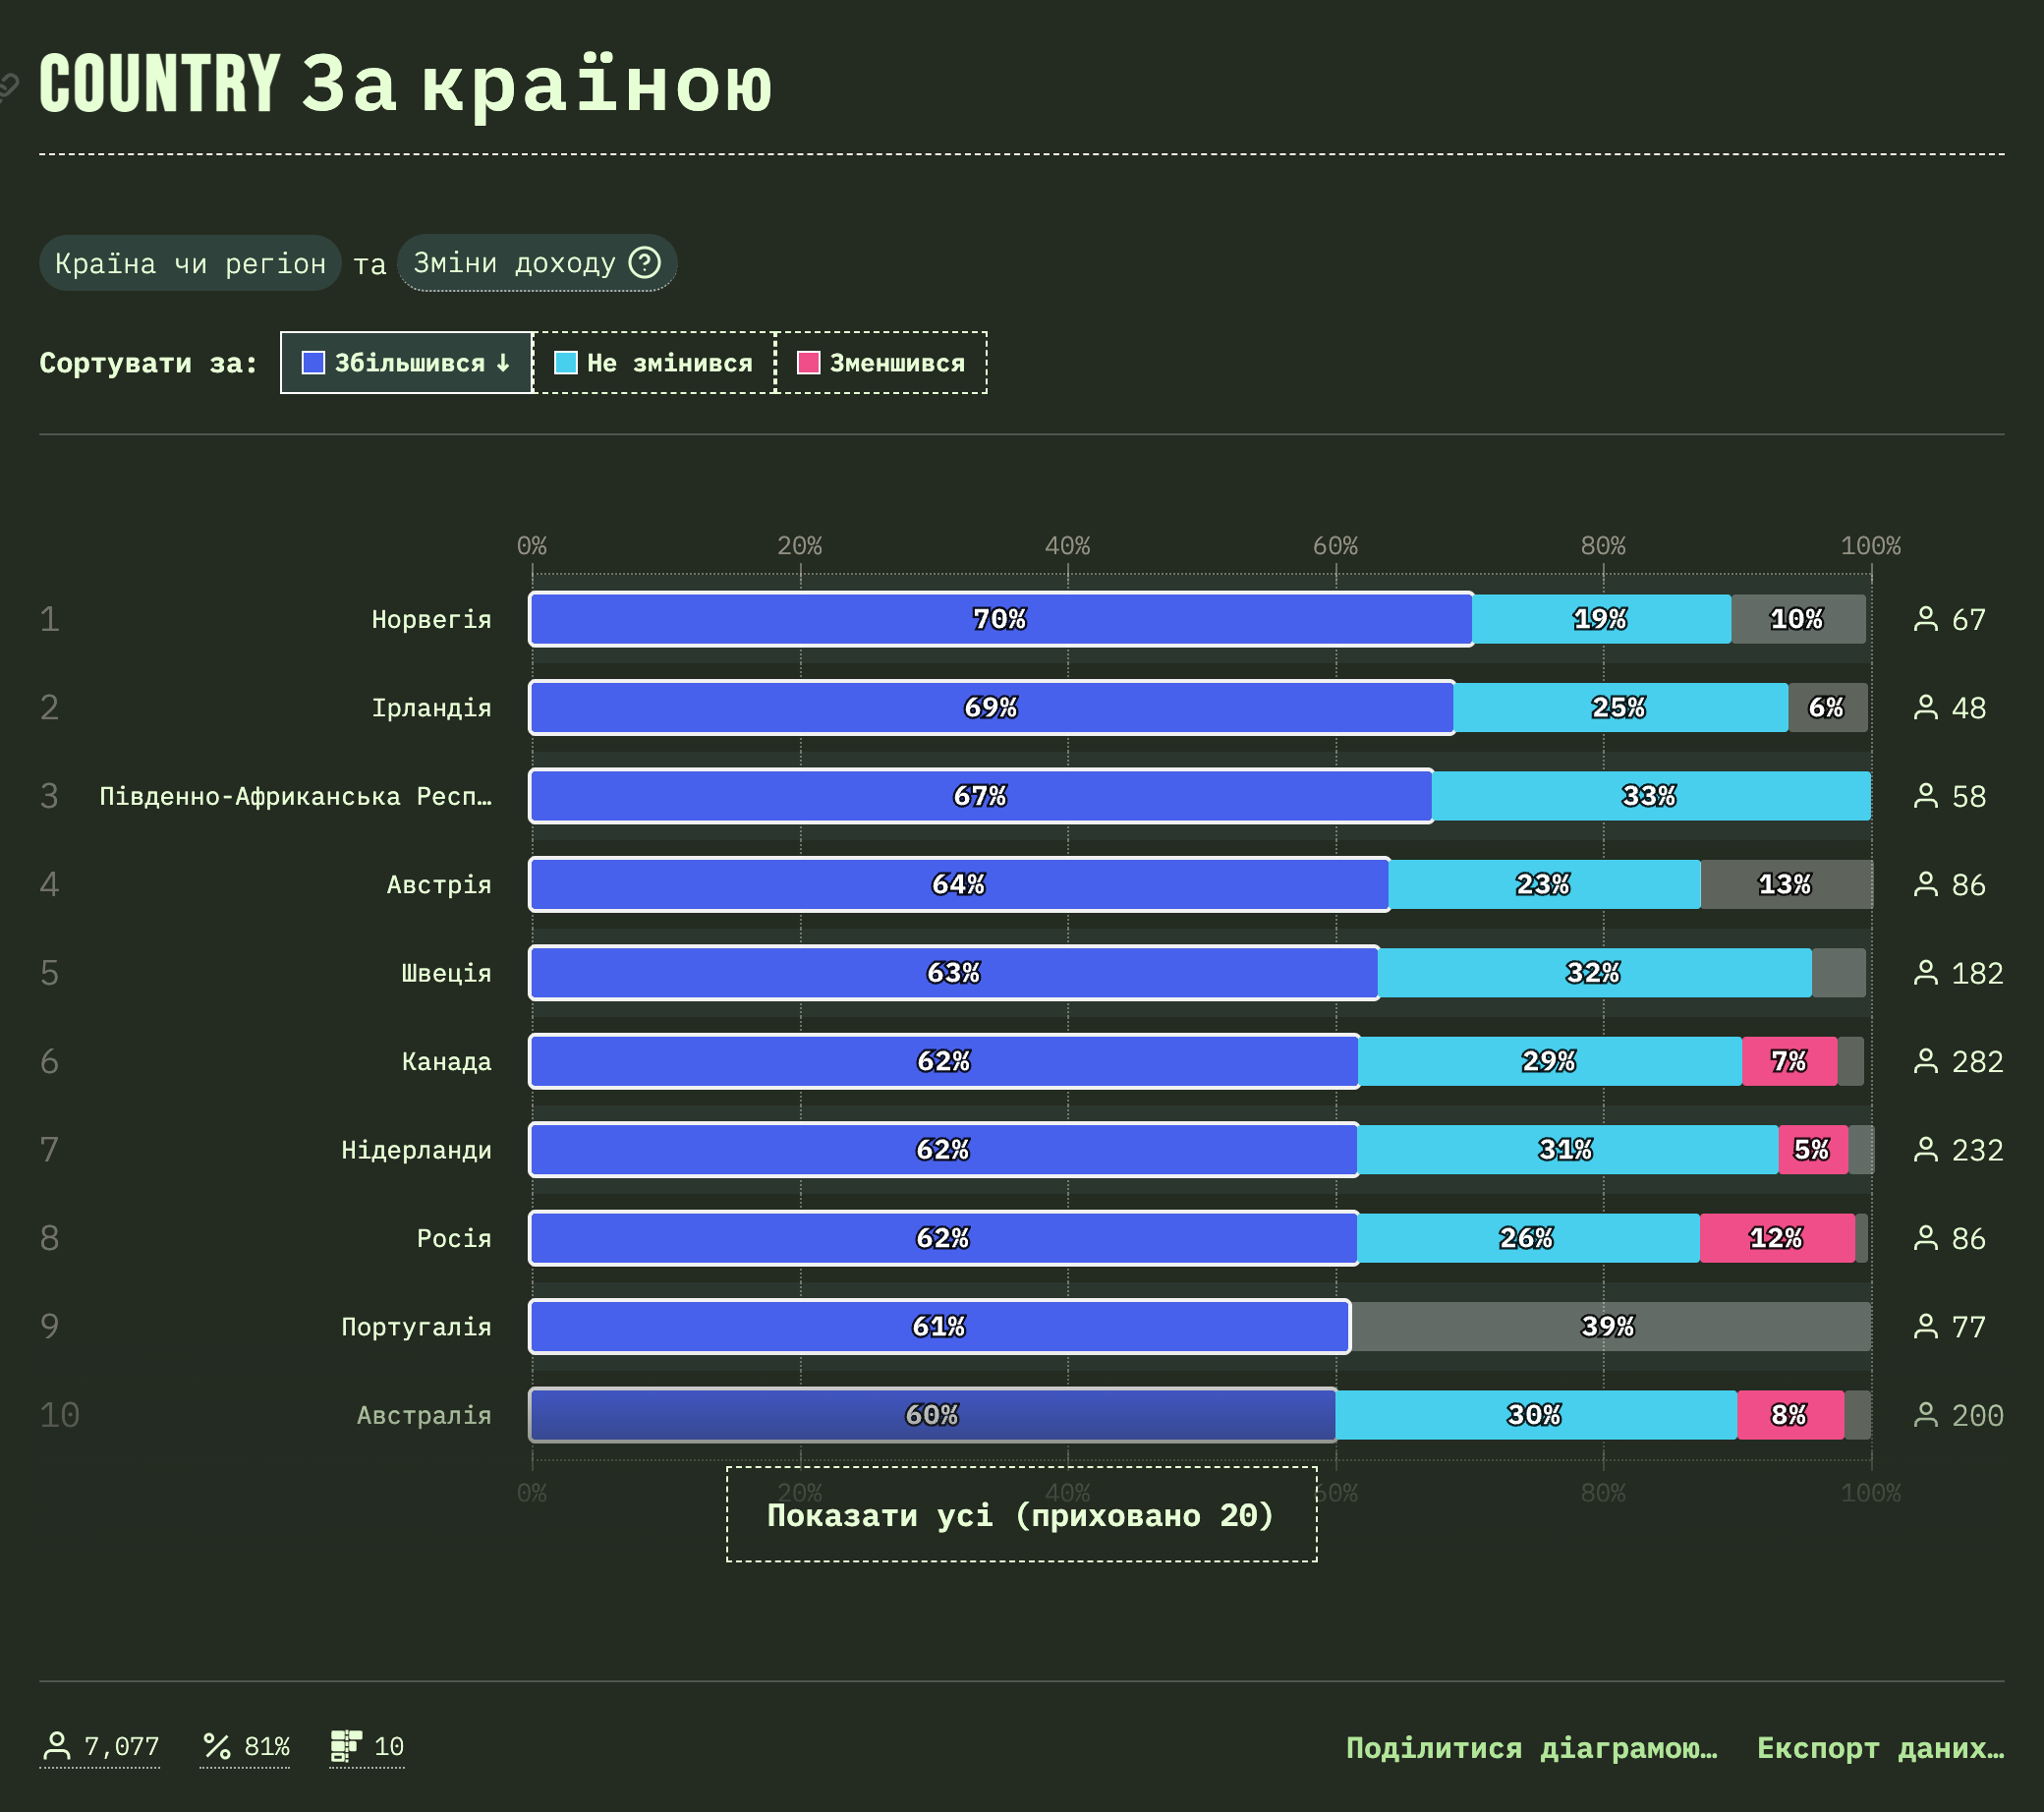 COUNTRY За країною
Країна чи регіон та Зміни доходу ?
Сортувати за: Збільшився ↓ Не змінився Зменшився
0% 20% 40% 60% 80% 100%
1 Норвегія 70% 19% 10% 67
2 Ірландія 69% 25% 6% 48
3 Південно-Африканська Респ… 67% 33% 58
4 Австрія 64% 23% 13% 86
5 Швеція 63% 32% 182
6 Канада 62% 29% 7% 282
7 Нідерланди 62% 31% 5% 232
8 Росія 62% 26% 12% 86
9 Португалія 61% 39% 77
10 Австралія 60% 30% 8% 200
0% 20% 40% 60% 80% 100%
Показати усі (приховано 20)
7,077 % 81% 10 Поділитися діаграмою… Експорт даних…